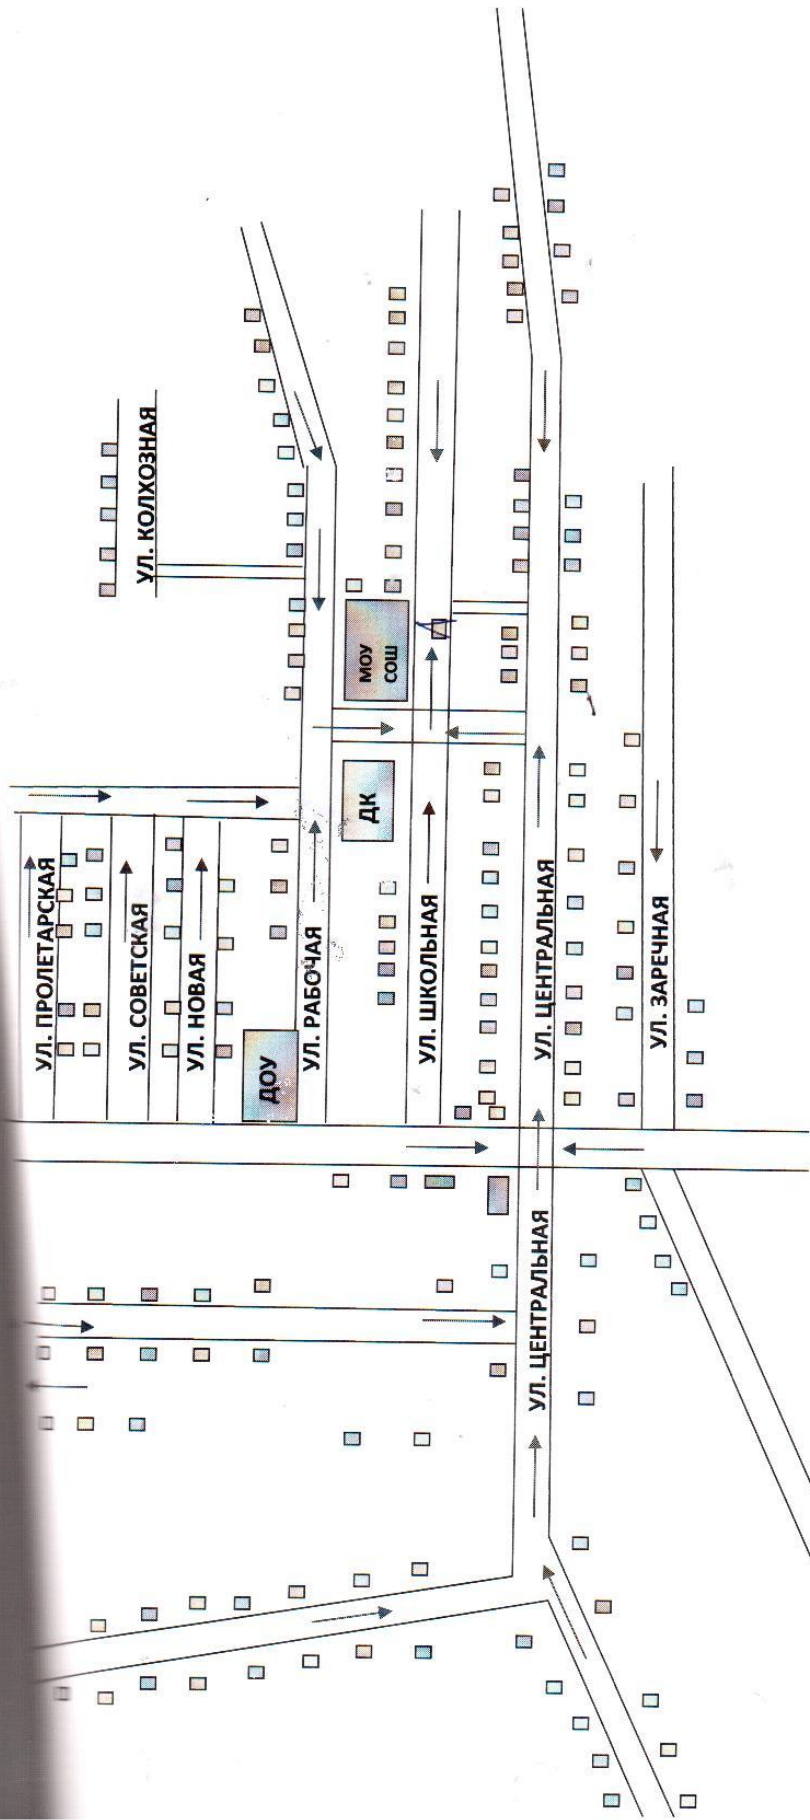 УЛ. КОЛХОЗНАЯ
УЛ. ПРОЛЕТАРСКАЯ
УЛ. СОВЕТСКАЯ
УЛ. НОВАЯ
ДОУ
УЛ. РАБОЧАЯ
ДК
МОУ
СОШ
УЛ. ШКОЛЬНАЯ
УЛ. ЦЕНТРАЛЬНАЯ
УЛ. ЦЕНТРАЛЬНАЯ
УЛ. ЗАРЕЧНАЯ